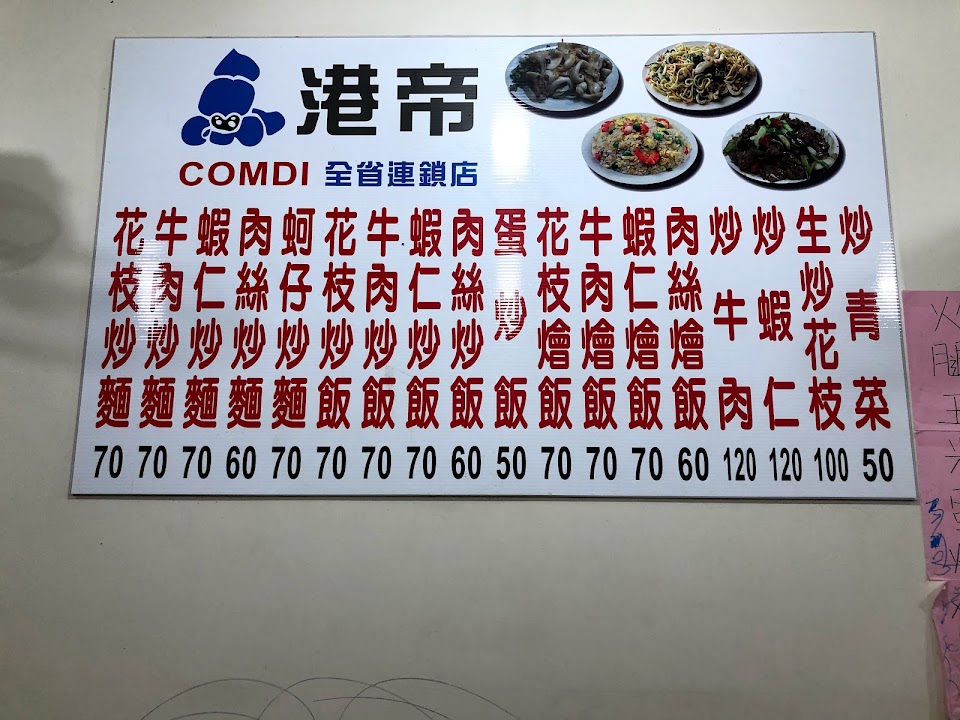 港帝
COMDI 全省連鎖店
花枝炒麵 70
牛肉炒麵 70
蝦仁炒麵 70
肉絲炒麵 60
蚵仔炒麵 70
花枝炒飯 70
牛肉炒飯 70
蝦仁炒飯 70
肉絲炒飯 60
蛋炒飯 50
花枝燴飯 70
牛肉燴飯 70
蝦仁燴飯 70
肉絲燴飯 60
炒牛肉 120
炒蝦仁 120
生炒花枝 100
炒青菜 50
火腿玉米